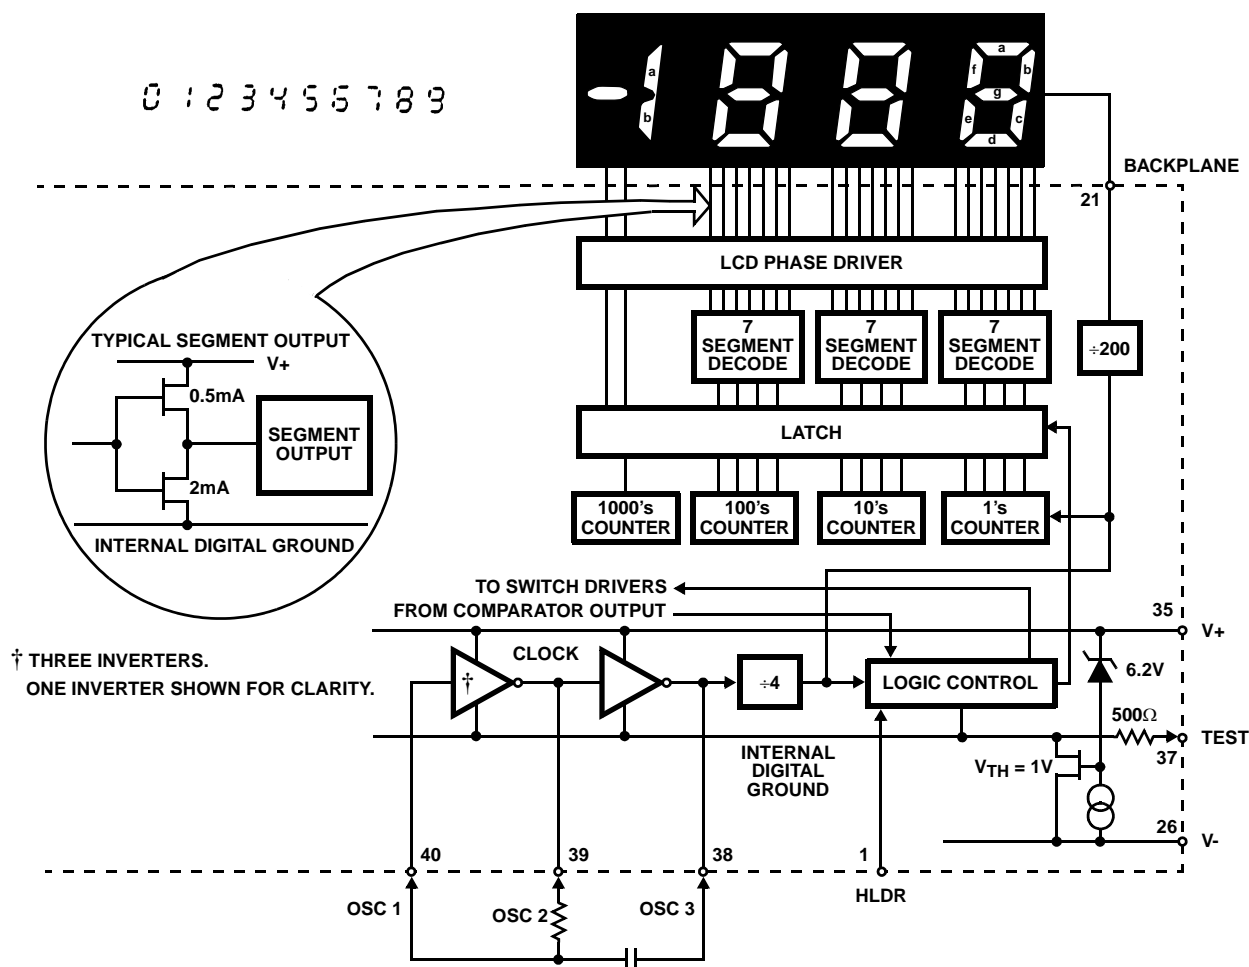 0 1 2 3 4 5 6 7 8 9
a
b
a
f
b
g
e
c
d
BACKPLANE
21
LCD PHASE DRIVER
TYPICAL SEGMENT OUTPUT
V+
0.5mA
SEGMENT
OUTPUT
2mA
INTERNAL DIGITAL GROUND
7
SEGMENT
DECODE
7
SEGMENT
DECODE
7
SEGMENT
DECODE
÷200
LATCH
1000's
COUNTER
100's
COUNTER
10's
COUNTER
1's
COUNTER
TO SWITCH DRIVERS
FROM COMPARATOR OUTPUT
35
V+
† THREE INVERTERS.
ONE INVERTER SHOWN FOR CLARITY.
CLOCK
†
÷4
LOGIC CONTROL
6.2V
500Ω
TEST
37
INTERNAL
DIGITAL
GROUND
VTH = 1V
26
V-
40
39
38
1
HLDR
OSC 1
OSC 2
OSC 3